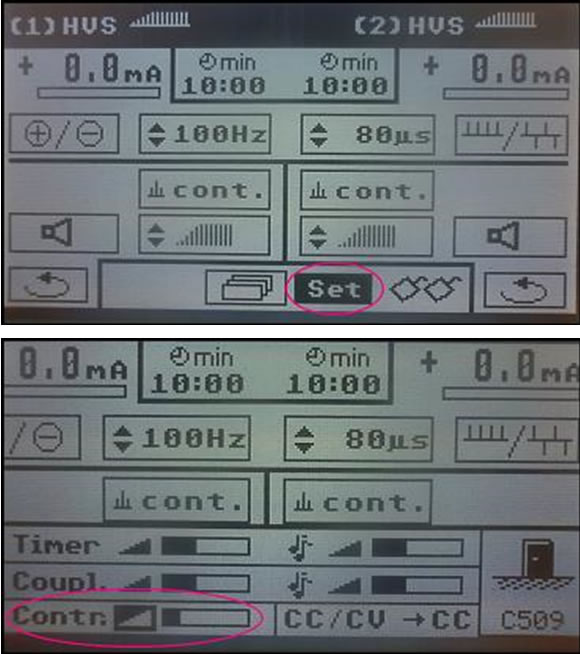 (1) HVS (2) HVS
+ 0.0mA min min + 0.0mA
10:00 10:00
100Hz 80µs
cont. cont.
Set
0.0mA min min + 0.0mA
10:00 10:00
100Hz 80µs
cont. cont.
Timer
Coupl.
Contr. CC/CV → CC C509